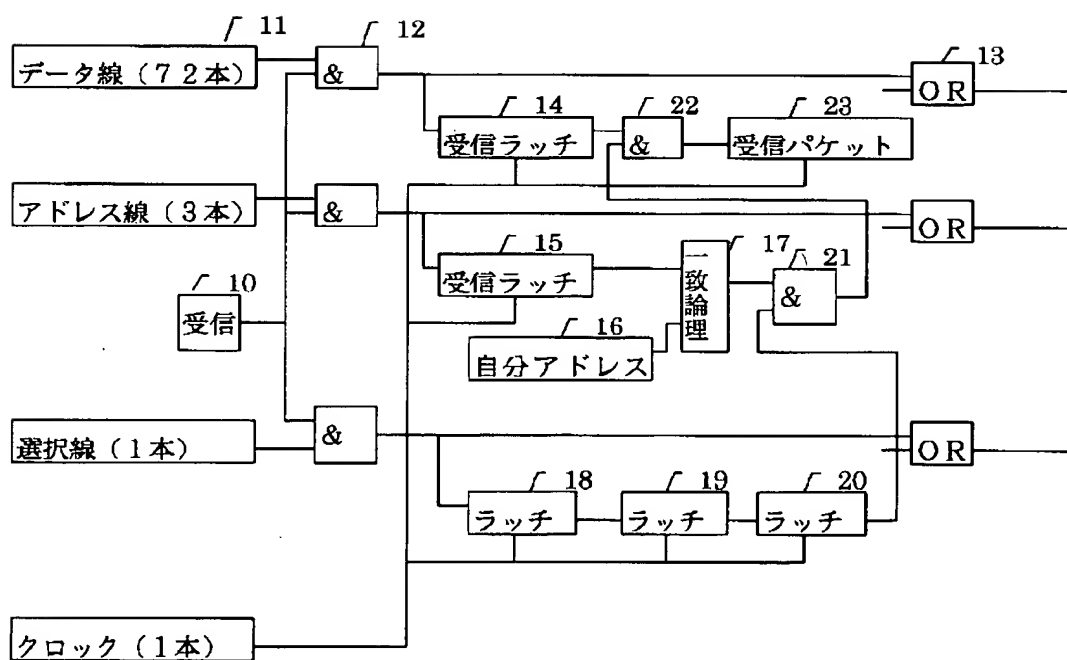 11
12
13
データ線（７２本）
&
OR
14
22
23
受信ラッチ
&
受信パケット
アドレス線（３本）
&
OR
15
17
21
受信ラッチ
一致論理
&
10
受信
16
自分アドレス
選択線（１本）
&
OR
18
19
20
ラッチ
ラッチ
ラッチ
クロック（１本）